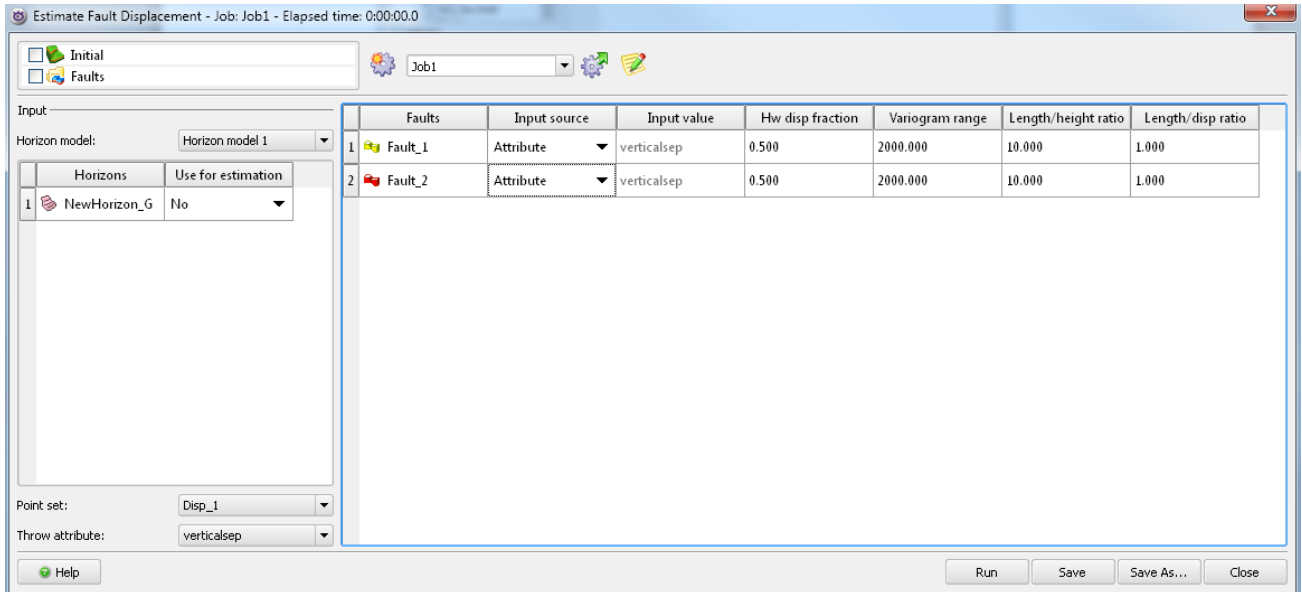 Estimate Fault Displacement - Job: Job1 - Elapsed time: 0:00:00.0
Initial
Faults
Job1
Input
Horizon model: Horizon model 1
Horizons Use for estimation
1 NewHorizon_G No
Point set: Disp_1
Throw attribute: verticalsep
Faults Input source Input value Hw disp fraction Variogram range Length/height ratio Length/disp ratio
1 Fault_1 Attribute verticalsep 0.500 2000.000 10.000 1.000
2 Fault_2 Attribute verticalsep 0.500 2000.000 10.000 1.000
Help Run Save Save As... Close